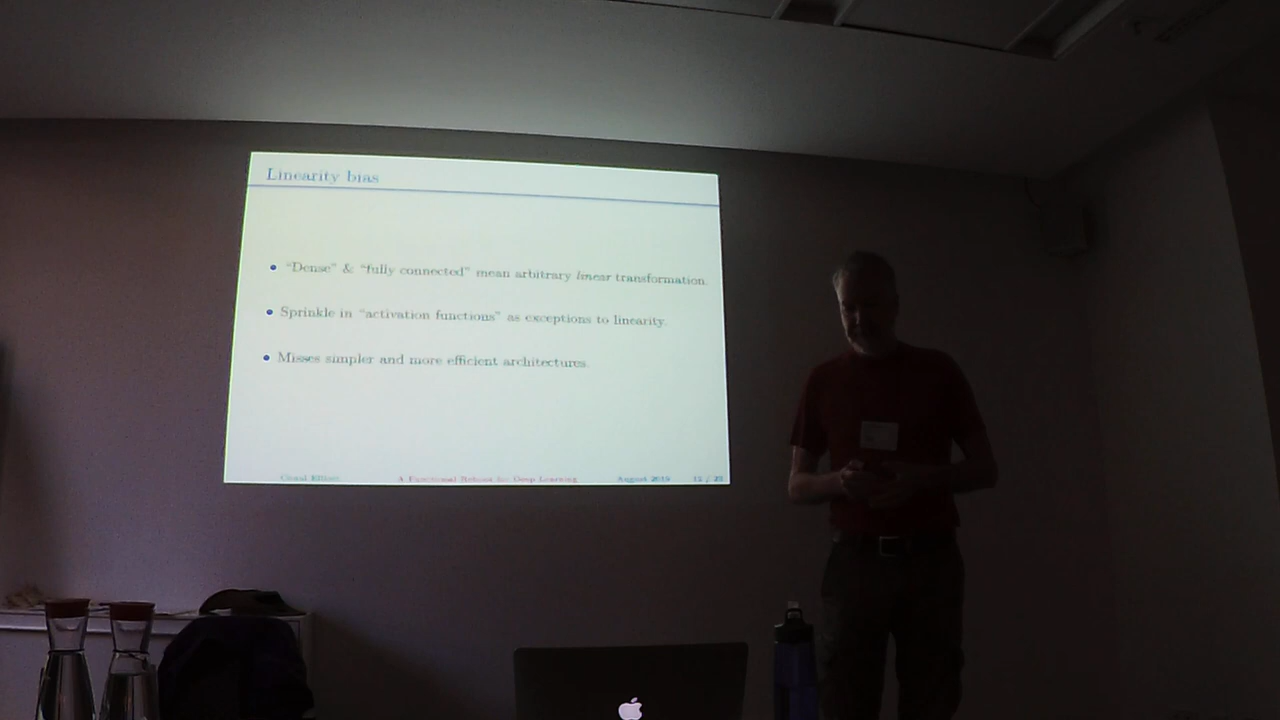 Linearity bias
• “Dense” & “fully connected” mean arbitrary linear transformation.
• Sprinkle in “activation functions” as exceptions to linearity.
• Misses simpler and more efficient architectures.
Conal Elliott A Functional Reboot for Deep Learning August 2019 / 25